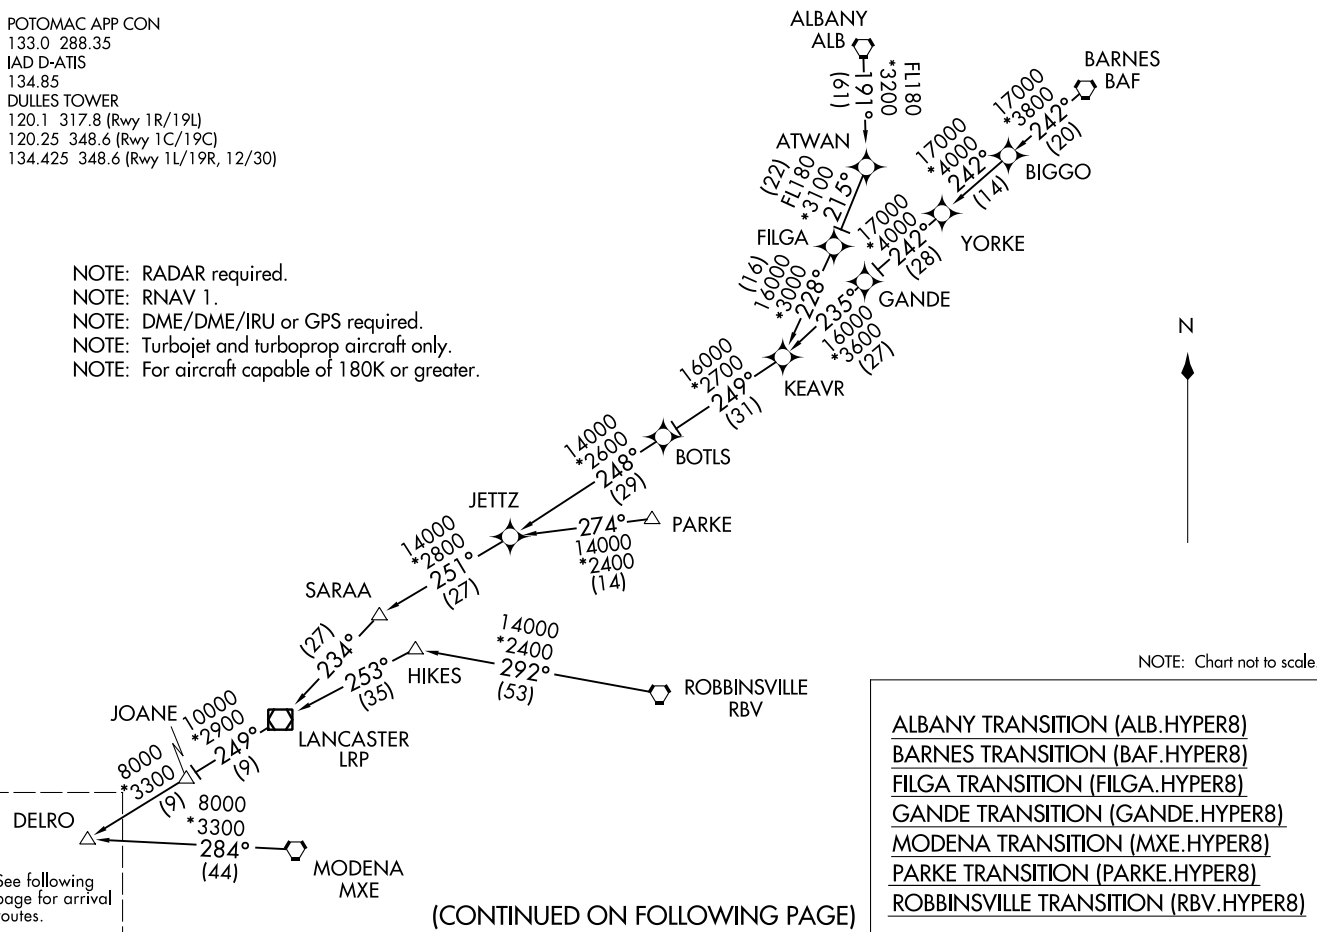 POTOMAC APP CON
133.0 288.35
IAD D-ATIS
134.85
DULLES TOWER
120.1 317.8 (Rwy 1R/19L)
120.25 348.6 (Rwy 1C/19C)
134.425 348.6 (Rwy 1L/19R, 12/30)
NOTE: RADAR required.
NOTE: RNAV 1.
NOTE: DME/DME/IRU or GPS required.
NOTE: Turbojet and turboprop aircraft only.
NOTE: For aircraft capable of 180K or greater.
ALBANY
ALB
FL180
*3200
191°
(61)
BARNES
BAF
17000
*3800
242°
(20)
ATWAN
BIGGO
17000
*4000
242°
(14)
(22)
FL180
*3100
215°
YORKE
FILGA
17000
*4000
242°
(28)
GANDE
(16)
16000
*3000
228°
235°
16000
*3600
(27)
N
KEAVR
16000
*2700
249°
(31)
BOTLS
14000
*2600
248°
(29)
JETTZ
PARKE
274°
14000
*2400
(14)
14000
*2800
251°
(27)
SARAA
(27)
234°
HIKES
253°
(35)
14000
*2400
292°
(53)
ROBBINSVILLE
RBV
NOTE: Chart not to scale.
LANCASTER
LRP
JOANE
10000
*2900
249°
(9)
8000
*3300
(9)
DELRO
8000
*3300
284°
(44)
MODENA
MXE
See following
page for arrival
routes.
(CONTINUED ON FOLLOWING PAGE)
ALBANY TRANSITION (ALB.HYPER8)
BARNES TRANSITION (BAF.HYPER8)
FILGA TRANSITION (FILGA.HYPER8)
GANDE TRANSITION (GANDE.HYPER8)
MODENA TRANSITION (MXE.HYPER8)
PARKE TRANSITION (PARKE.HYPER8)
ROBBINSVILLE TRANSITION (RBV.HYPER8)